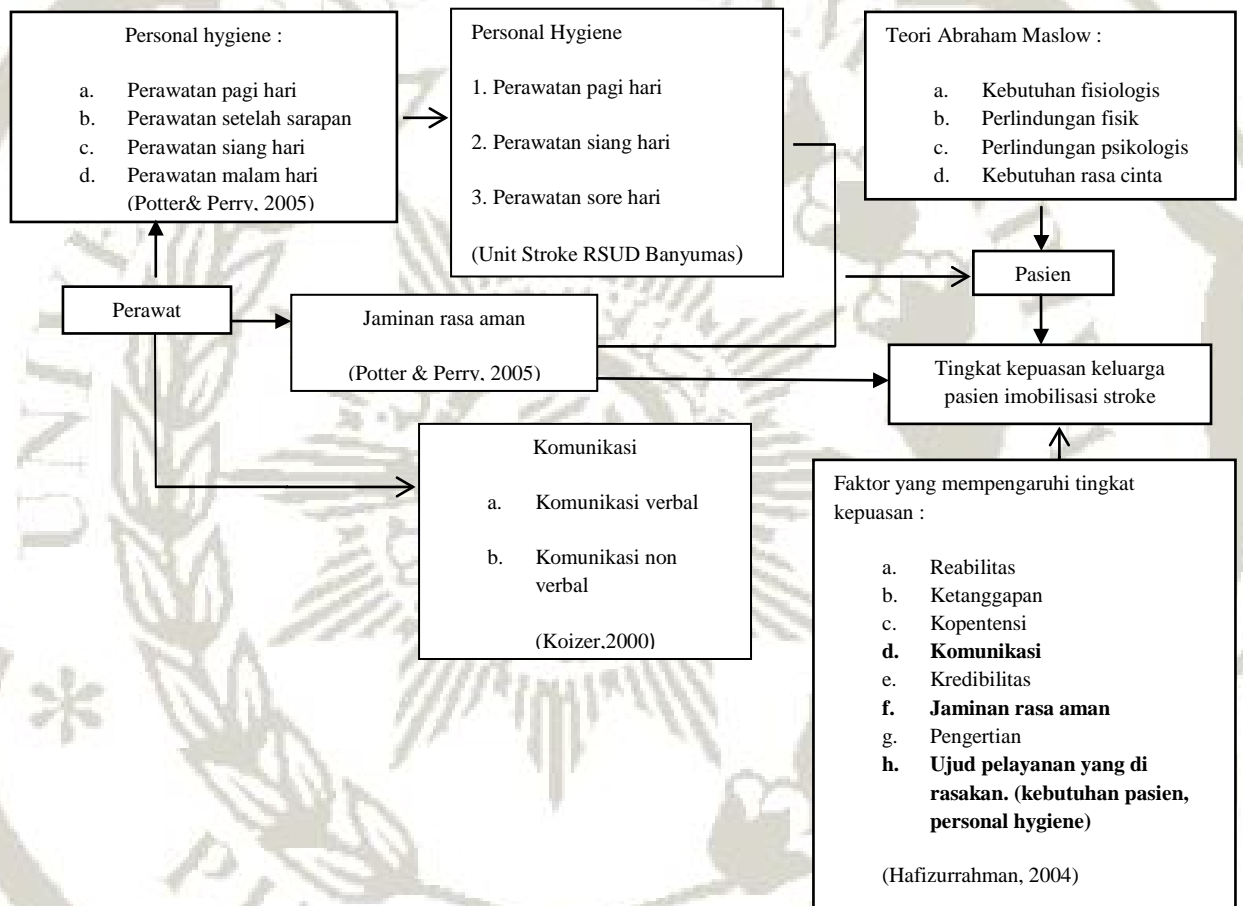 Personal hygiene :
a. Perawatan pagi hari
b. Perawatan setelah sarapan
c. Perawatan siang hari
d. Perawatan malam hari
(Potter& Perry, 2005)
Personal Hygiene
1. Perawatan pagi hari
2. Perawatan siang hari
3. Perawatan sore hari
(Unit Stroke RSUD Banyumas)
Teori Abraham Maslow :
a. Kebutuhan fisiologis
b. Perlindungan fisik
c. Perlindungan psikologis
d. Kebutuhan rasa cinta
Perawat
Jaminan rasa aman
(Potter & Perry, 2005)
Pasien
Tingkat kepuasan keluarga
pasien imobilisasi stroke
Komunikasi
a. Komunikasi verbal
b. Komunikasi non
verbal
(Koizer,2000)
Faktor yang mempengaruhi tingkat
kepuasan :
a. Reabilitas
b. Ketanggapan
c. Kopentensi
d. Komunikasi
e. Kredibilitas
f. Jaminan rasa aman
g. Pengertian
h. Ujud pelayanan yang di
rasakan. (kebutuhan pasien,
personal hygiene)
(Hafizurrahman, 2004)